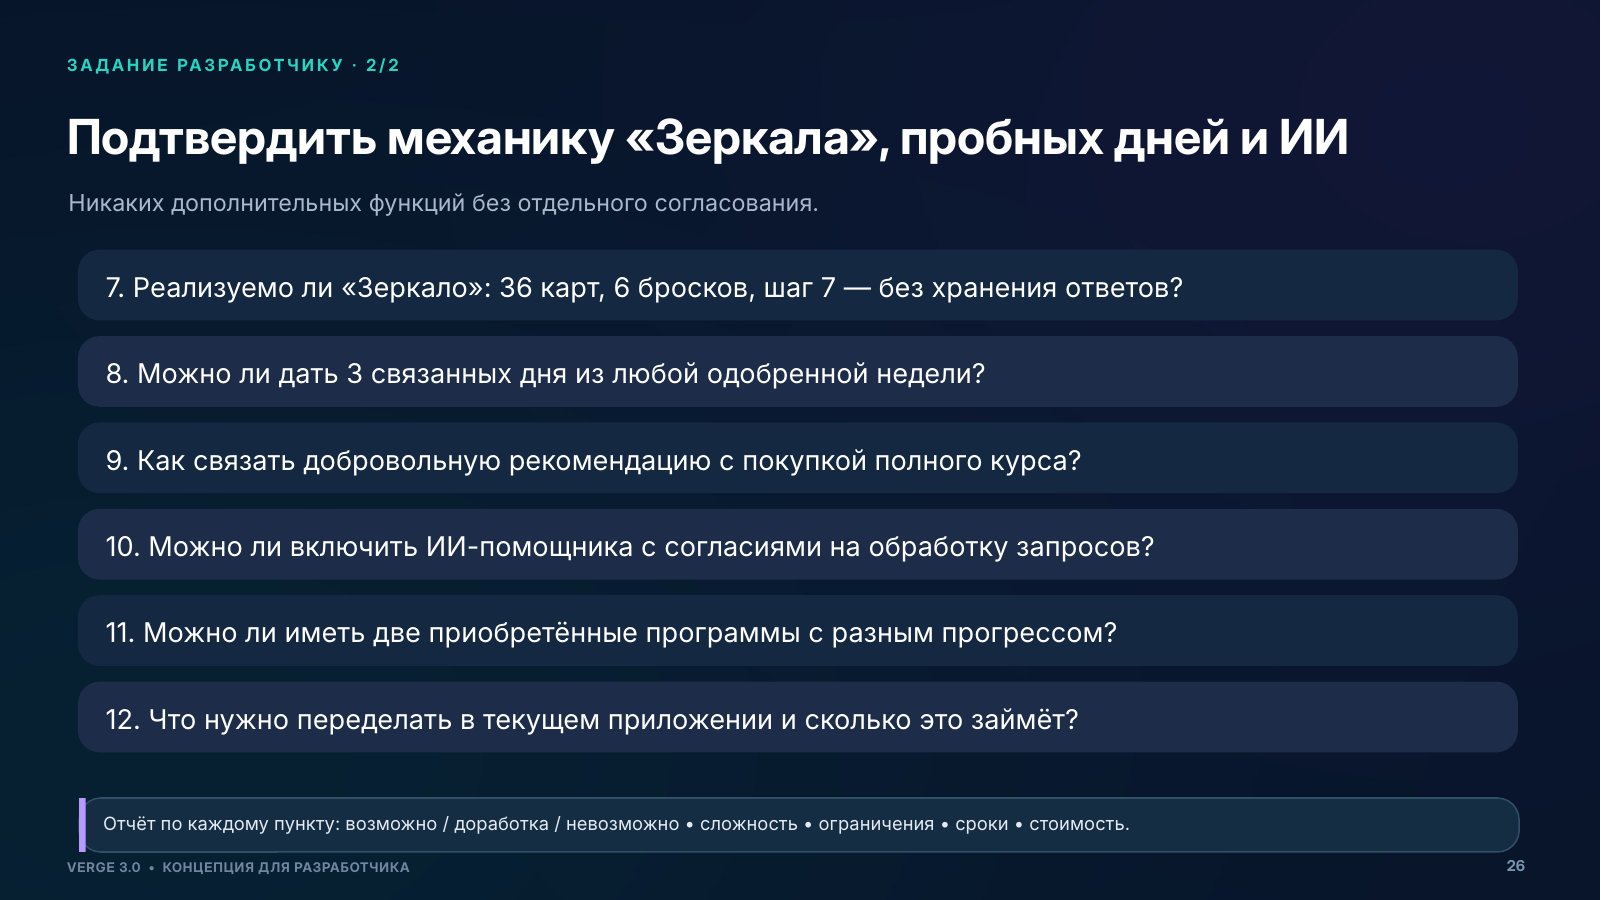 ЗАДАНИЕ РАЗРАБОТЧИКУ · 2/2
Подтвердить механику «Зеркала», пробных дней и ИИ
Никаких дополнительных функций без отдельного согласования.
7. Реализуемо ли «Зеркало»: 36 карт, 6 бросков, шаг 7 — без хранения ответов?
8. Можно ли дать 3 связанных дня из любой одобренной недели?
9. Как связать добровольную рекомендацию с покупкой полного курса?
10. Можно ли включить ИИ-помощника с согласиями на обработку запросов?
11. Можно ли иметь две приобретённые программы с разным прогрессом?
12. Что нужно переделать в текущем приложении и сколько это займёт?
Отчёт по каждому пункту: возможно / доработка / невозможно • сложность • ограничения • сроки • стоимость.
VERGE 3.0 • КОНЦЕПЦИЯ ДЛЯ РАЗРАБОТЧИКА
26